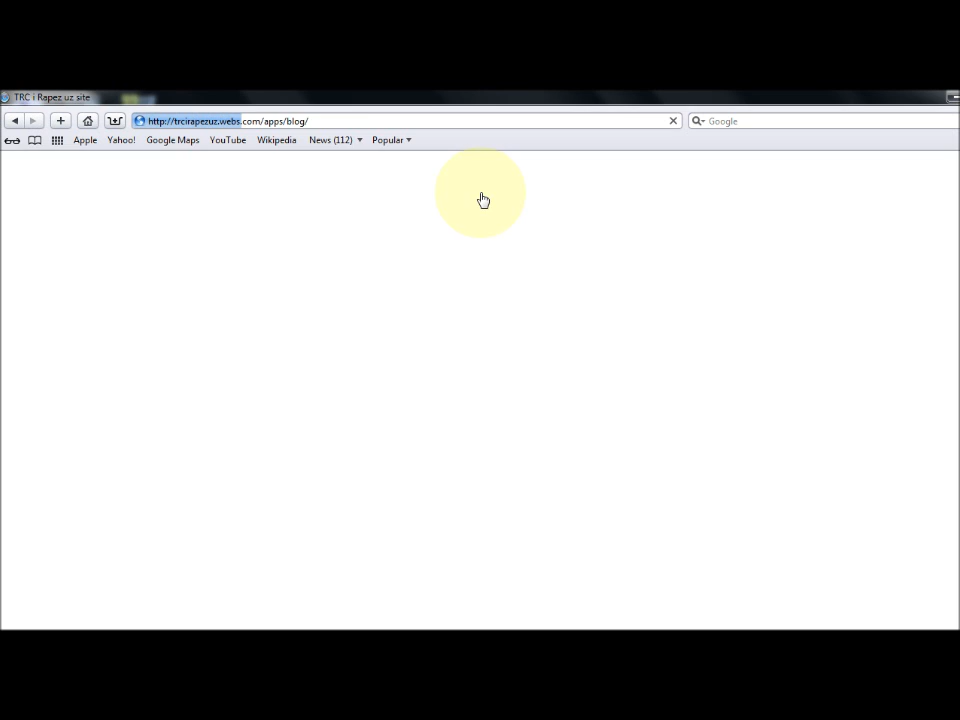 TRC i Rapez uz site
http://trcirapezuz.webs.com/apps/blog/
Google
Apple Yahoo! Google Maps YouTube Wikipedia News (112) Popular